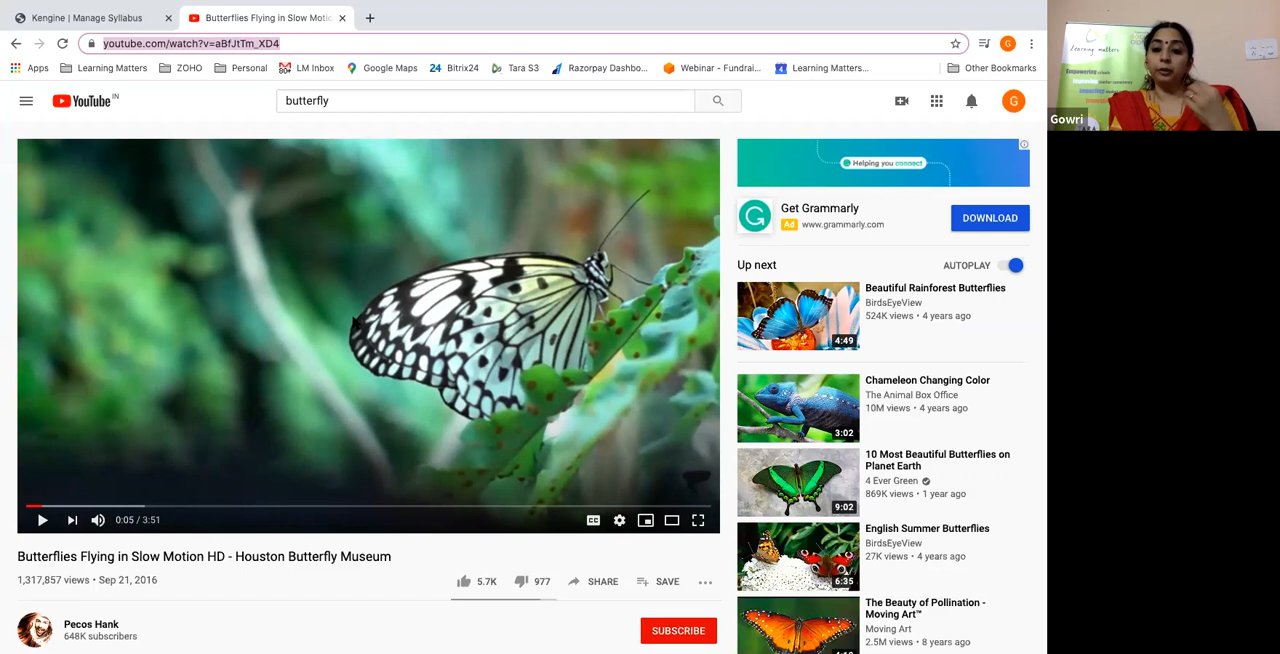 Kengine | Manage Syllabus
Butterflies Flying in Slow Motio
youtube.com/watch?v=aBfJtTm_XD4
G
Apps
Learning Matters
ZOHO
Personal
LM Inbox
Google Maps
24 Bitrix24
Tara S3
Razorpay Dashbo...
Webinar - Fundrai...
Learning Matters...
Other Bookmarks
YouTube IN
butterfly
G
Learning matters
Empowering
Gowri
Helping you connect
Get Grammarly
Ad www.grammarly.com
DOWNLOAD
Up next
AUTOPLAY
Beautiful Rainforest Butterflies
BirdsEyeView
524K views • 4 years ago
4:49
Chameleon Changing Color
The Animal Box Office
10M views • 4 years ago
3:02
10 Most Beautiful Butterflies on
Planet Earth
4 Ever Green
869K views • 1 year ago
9:02
English Summer Butterflies
BirdsEyeView
27K views • 4 years ago
6:35
The Beauty of Pollination -
Moving Art™
Moving Art
2.5M views • 8 years ago
CC
0:05 / 3:51
Butterflies Flying in Slow Motion HD - Houston Butterfly Museum
1,317,857 views • Sep 21, 2016
5.7K
977
SHARE
SAVE
Pecos Hank
648K subscribers
SUBSCRIBE